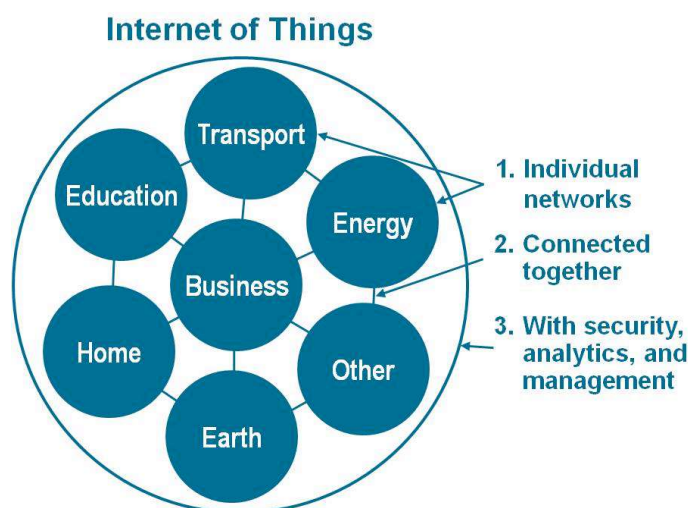 Internet of Things
Transport
Education
Energy
Business
Home
Other
Earth
1. Individual
networks
2. Connected
together
3. With security,
analytics, and
management